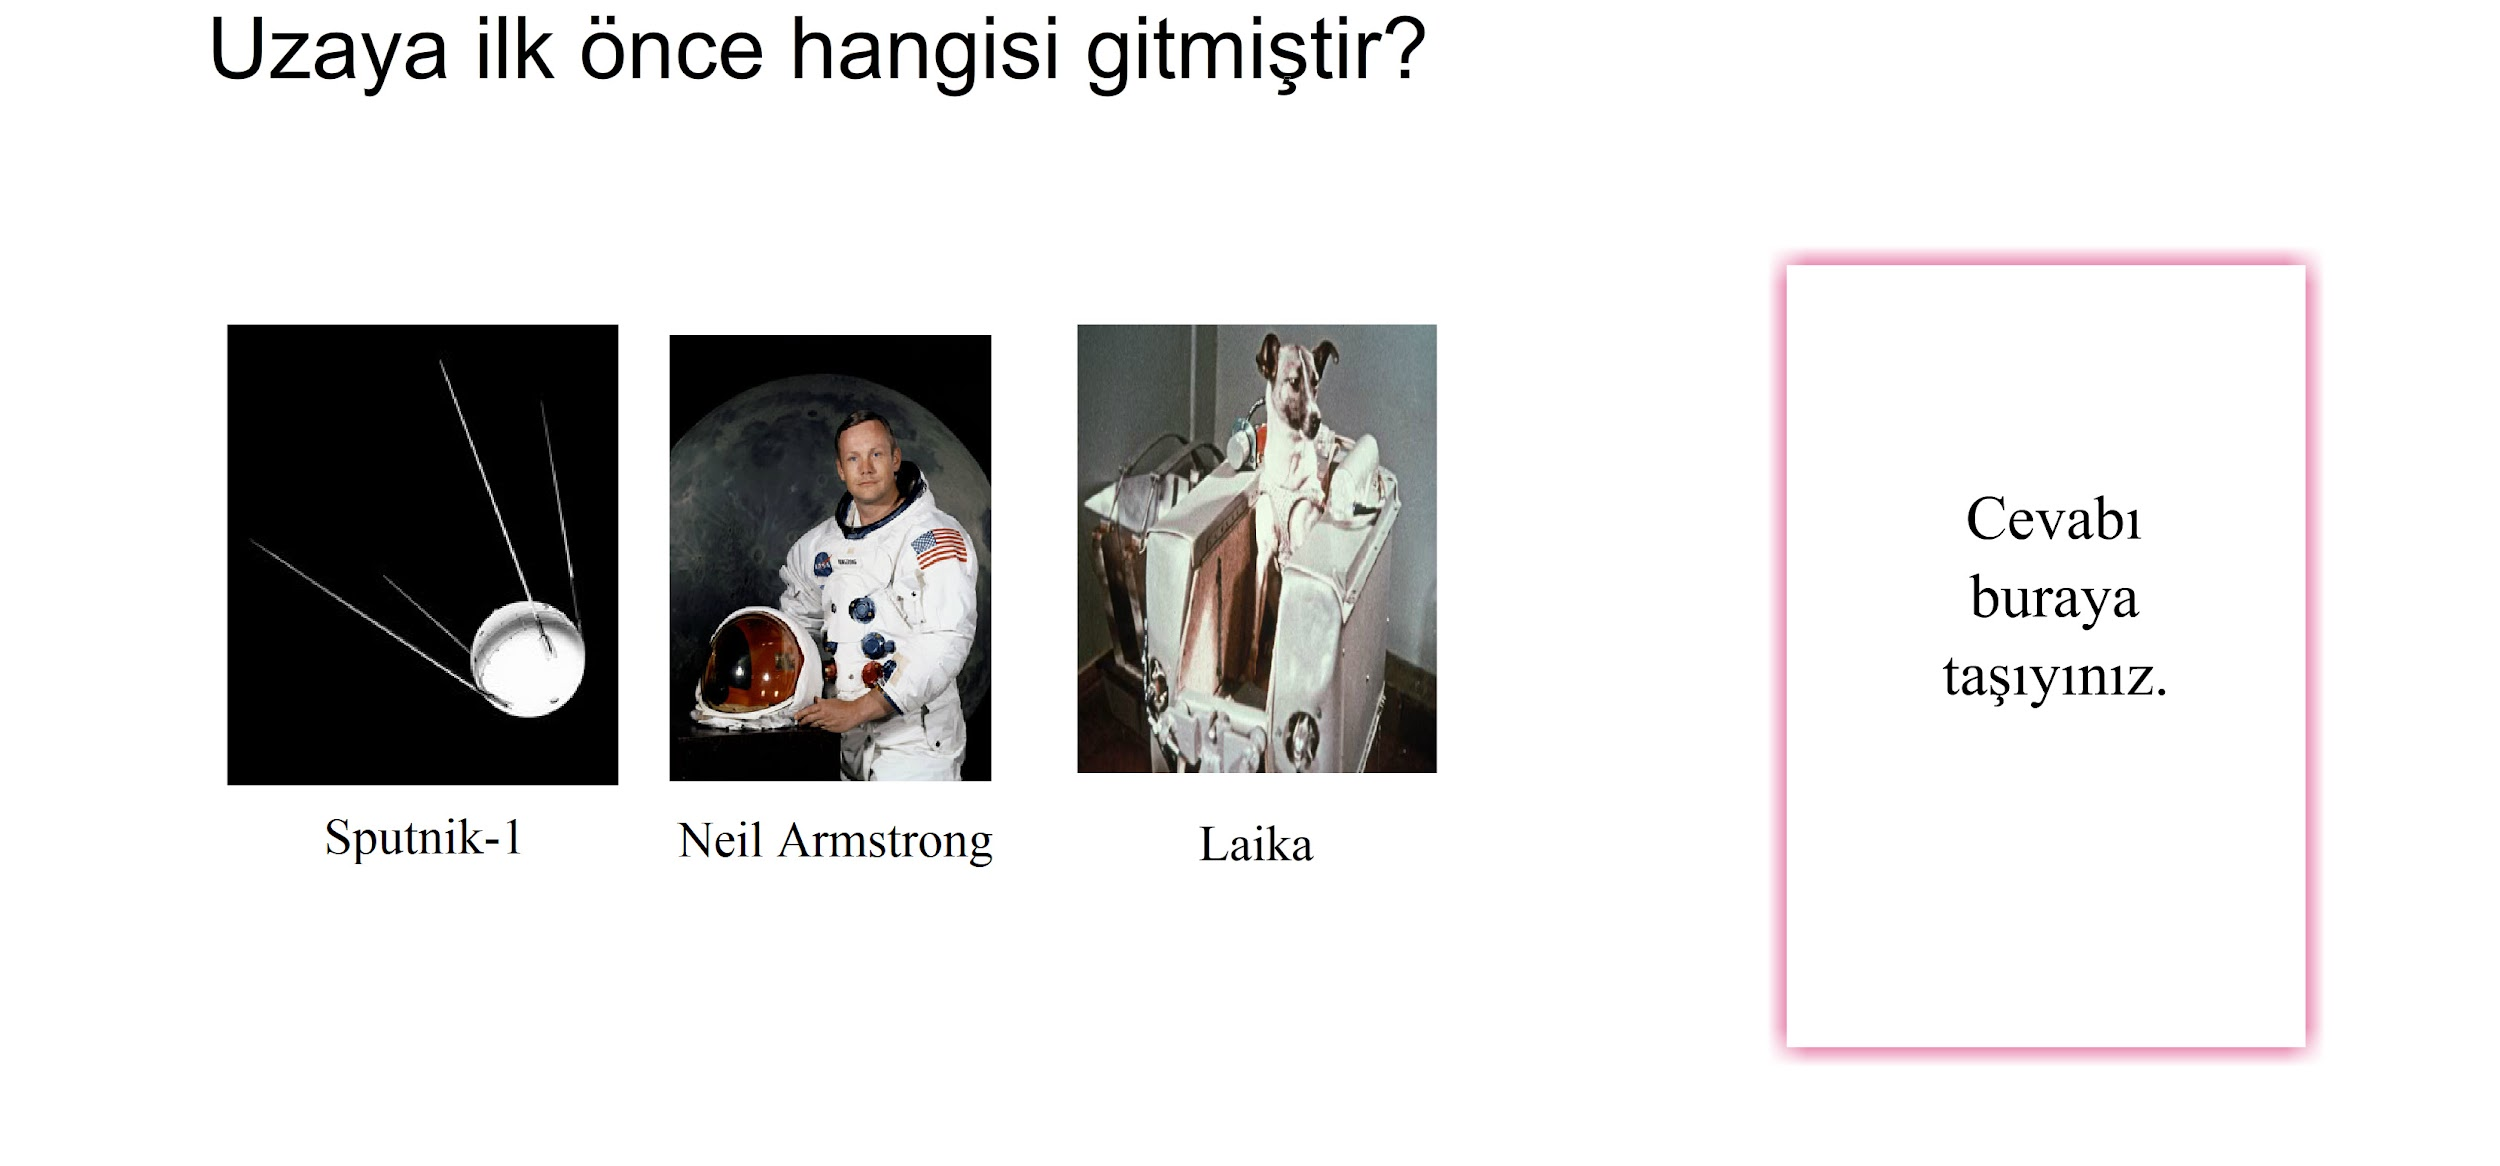 Uzaya ilk önce hangisi gitmiştir?
Sputnik-1
Neil Armstrong
Laika
Cevabı
buraya
taşıyınız.